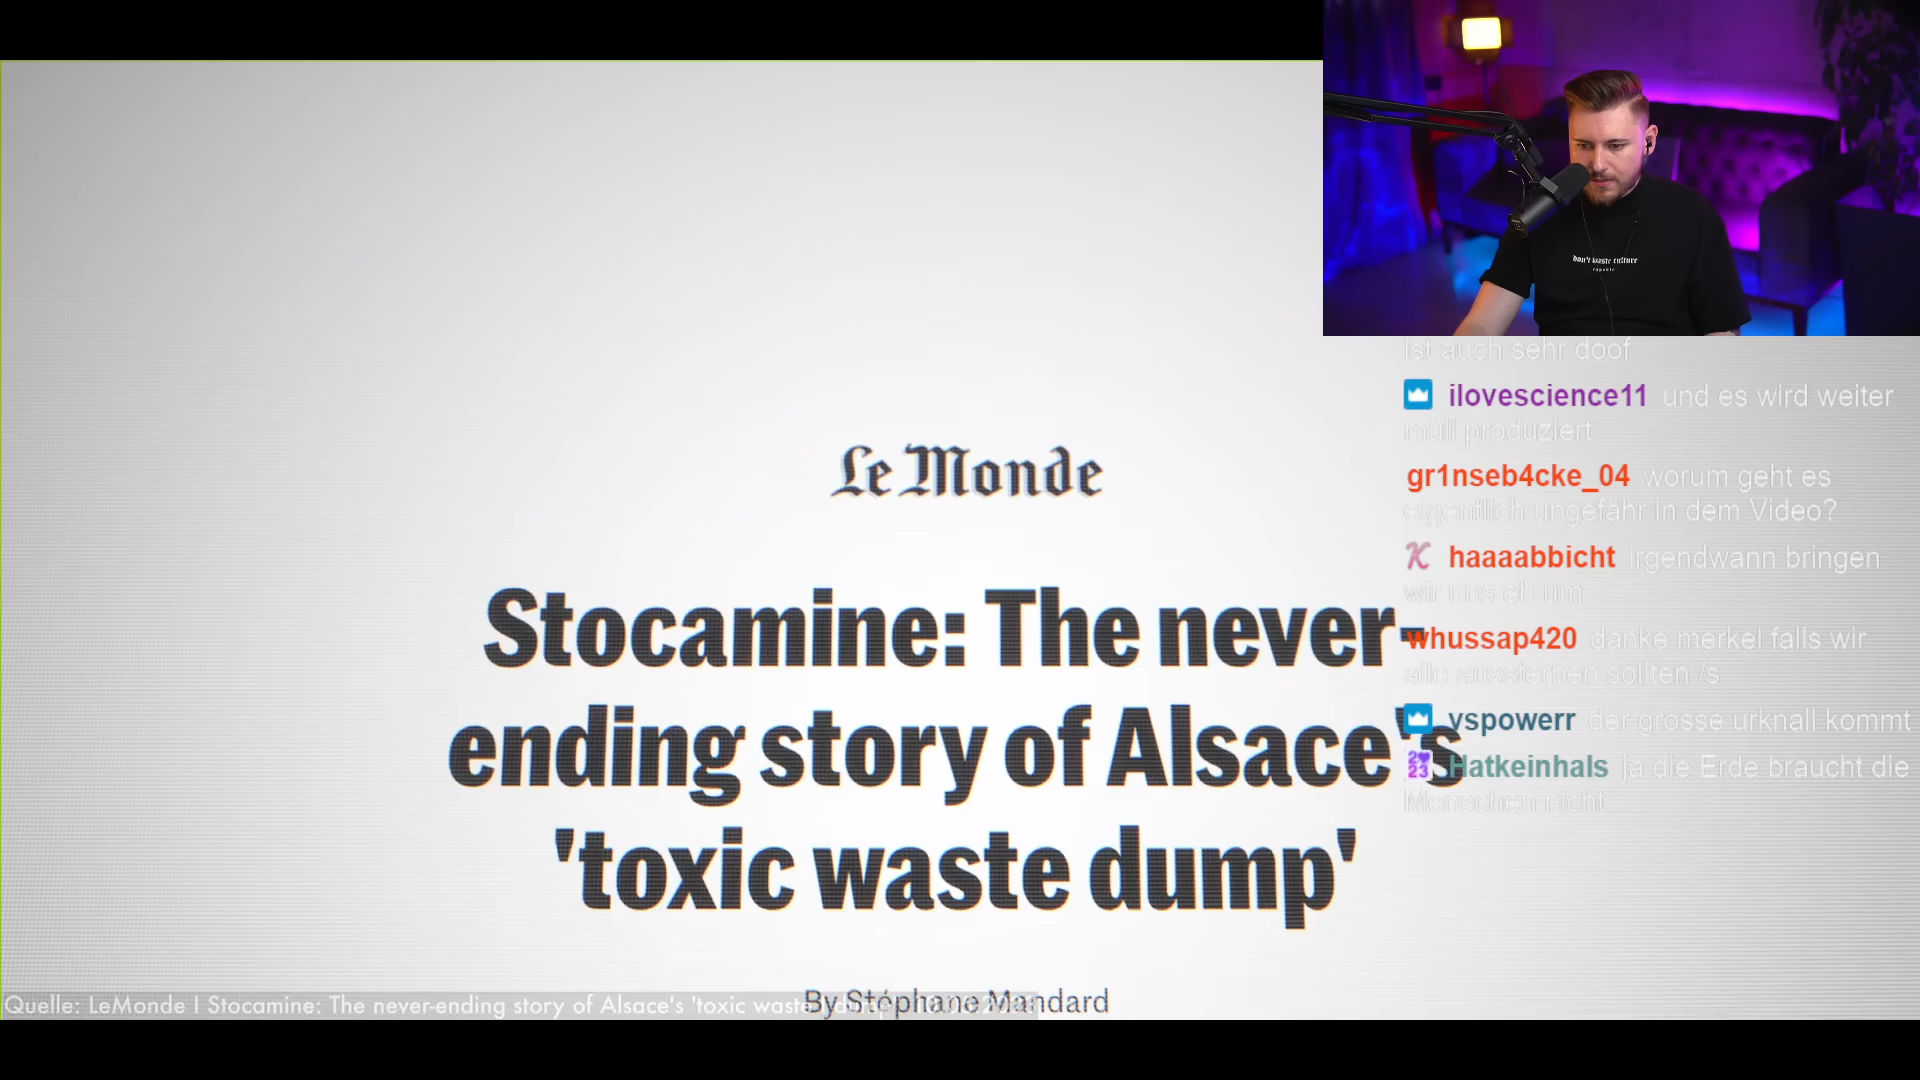 don't waste culture
ist auch sehr doof
ilovescience11 und es wird weiter
müll produziert
gr1nseb4cke_04 worum geht es
eigentlich ungefähr in dem Video?
haaaabbicht irgendwann bringen
wir uns eh um
whussap420 danke merkel falls wir
alle aussterben sollten /s
vspowerr der grosse urknall kommt
Hatkeinhals ja die Erde braucht die
Menschen nicht
Le Monde
Stocamine: The never-
ending story of Alsace's
'toxic waste dump'
By Stéphane Mandard
Quelle: LeMonde | Stocamine: The never-ending story of Alsace's 'toxic waste